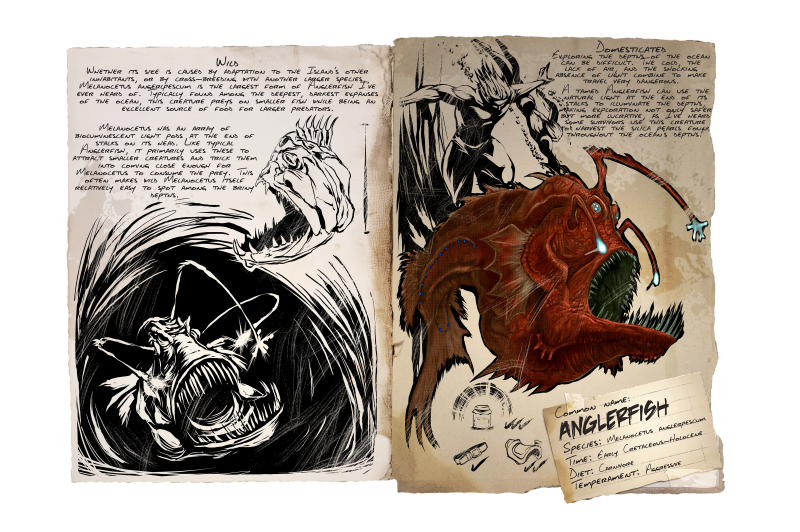 Wild
Whether its size is caused by adaptation to the Island's other
inhabitants, or by cross-breeding with another larger species,
Melanocetus anglerpescum is the largest form of Anglerfish I've
ever heard of. Typically found among the deepest, darkest expanses
of the ocean, this creature preys on smaller fish while being an
excellent source of food for larger predators.
Melanocetus has an array of
bioluminescent light pods at the end of
stalks on its head. Like typical
Anglerfish, it primarily uses these to
attract smaller creatures and trick them
into coming close enough for
Melanocetus to consume the prey. This
often makes wild Melanocetus itself
relatively easy to spot among the briny
depths.
Domesticated
Exploring the depths of the ocean
can be difficult. The cold, the
lack of air, and the shocking
absence of light combine to make
travel very dangerous.
A tamed Anglerfish can use the
natural light at the end of its
stalks to illuminate the depths,
making exploration not only safer
but more lucrative, as I've heard
some survivors use this creature
to harvest the silica pearls found
throughout the ocean's depths.
Common name:
Anglerfish
Species: Melanocetus anglerpescum
Time: Early Cretaceous-Holocene
Diet: Carnivore
Temperament: Aggressive